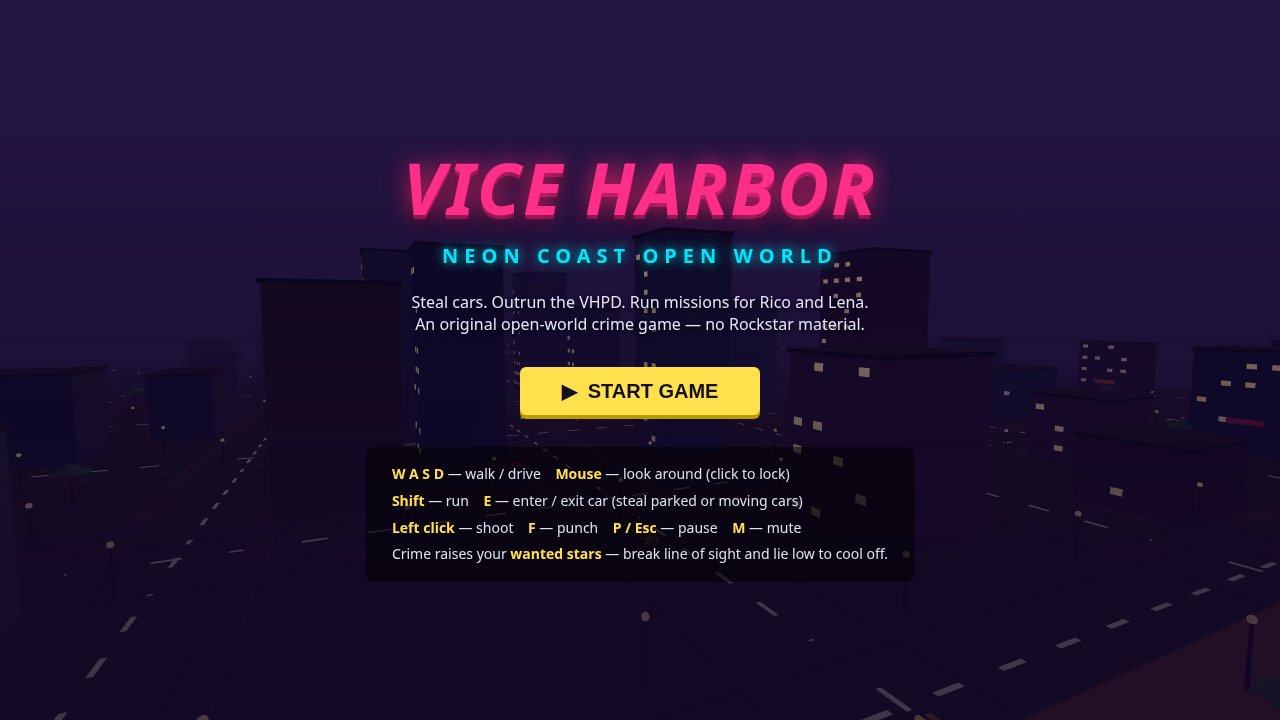 VICE HARBOR
NEON COAST OPEN WORLD
Steal cars. Outrun the VHPD. Run missions for Rico and Lena.
An original open-world crime game — no Rockstar material.
▶ START GAME
W A S D — walk / drive Mouse — look around (click to lock)
Shift — run E — enter / exit car (steal parked or moving cars)
Left click — shoot F — punch P / Esc — pause M — mute
Crime raises your wanted stars — break line of sight and lie low to cool off.